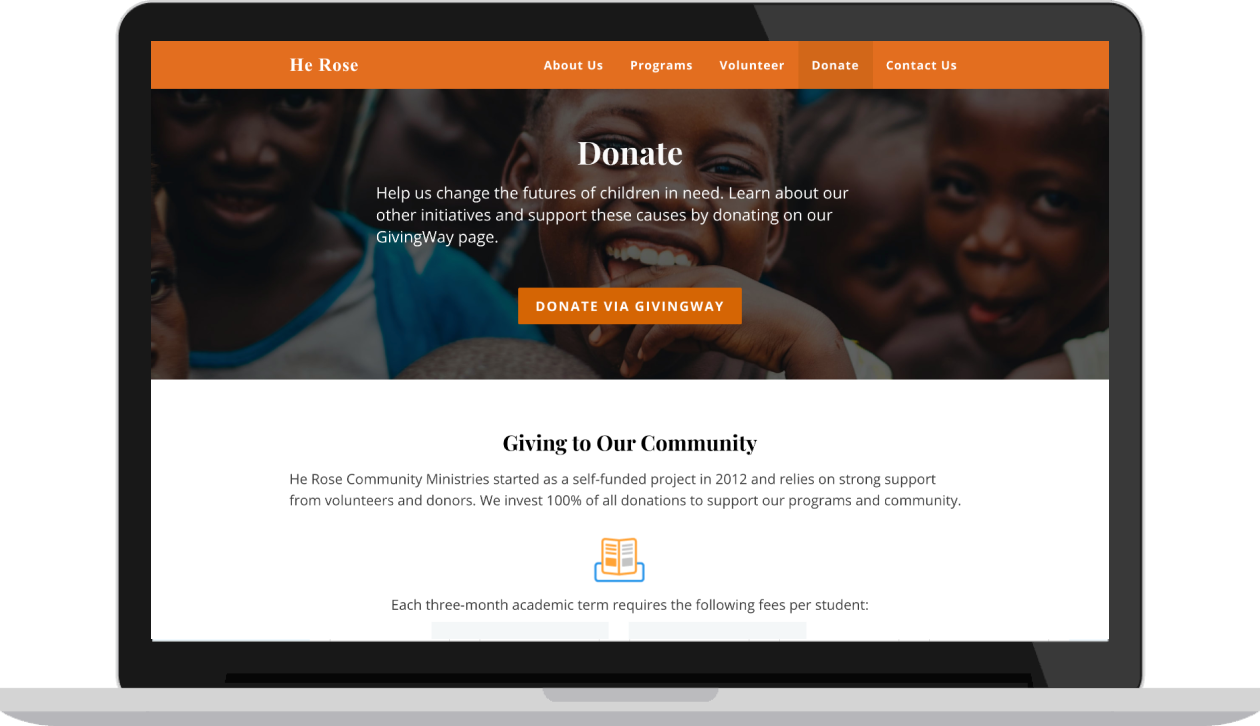 He Rose
About Us Programs Volunteer Donate Contact Us
Donate
Help us change the futures of children in need. Learn about our
other initiatives and support these causes by donating on our
GivingWay page.
DONATE VIA GIVINGWAY
Giving to Our Community
He Rose Community Ministries started as a self-funded project in 2012 and relies on strong support
from volunteers and donors. We invest 100% of all donations to support our programs and community.
Each three-month academic term requires the following fees per student: